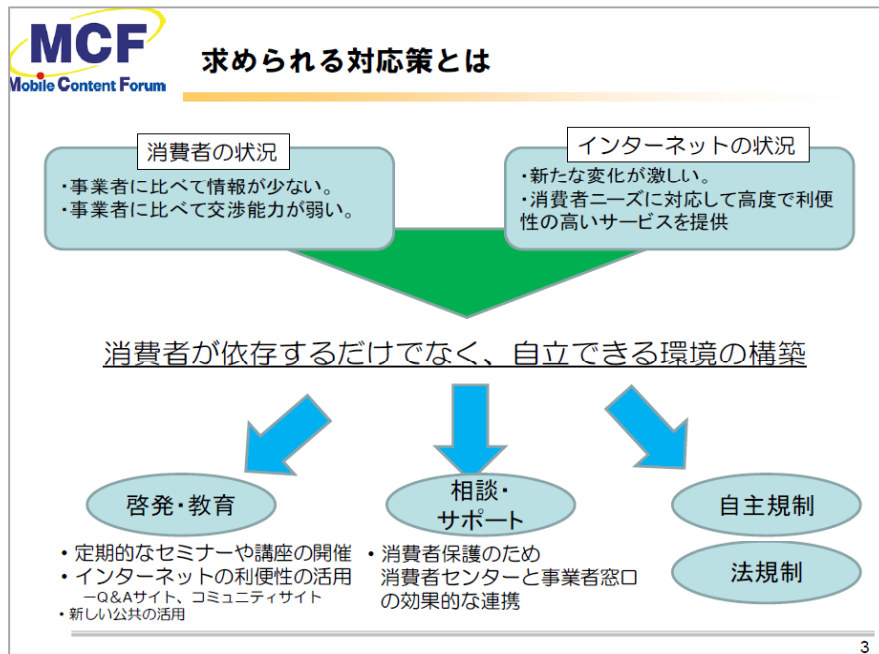 MCF
Mobile Content Forum
求められる対応策とは
消費者の状況
・事業者に比べて情報が少ない。
・事業者に比べて交渉能力が弱い。
インターネットの状況
・新たな変化が激しい。
・消費者ニーズに対応して高度で利便
性の高いサービスを提供
消費者が依存するだけでなく、自立できる環境の構築
啓発・教育
・定期的なセミナーや講座の開催
・インターネットの利便性の活用
－Q&Aサイト、コミュニティサイト
・新しい公共の活用
相談・
サポート
・消費者保護のため
消費者センターと事業者窓口
の効果的な連携
自主規制
法規制
3